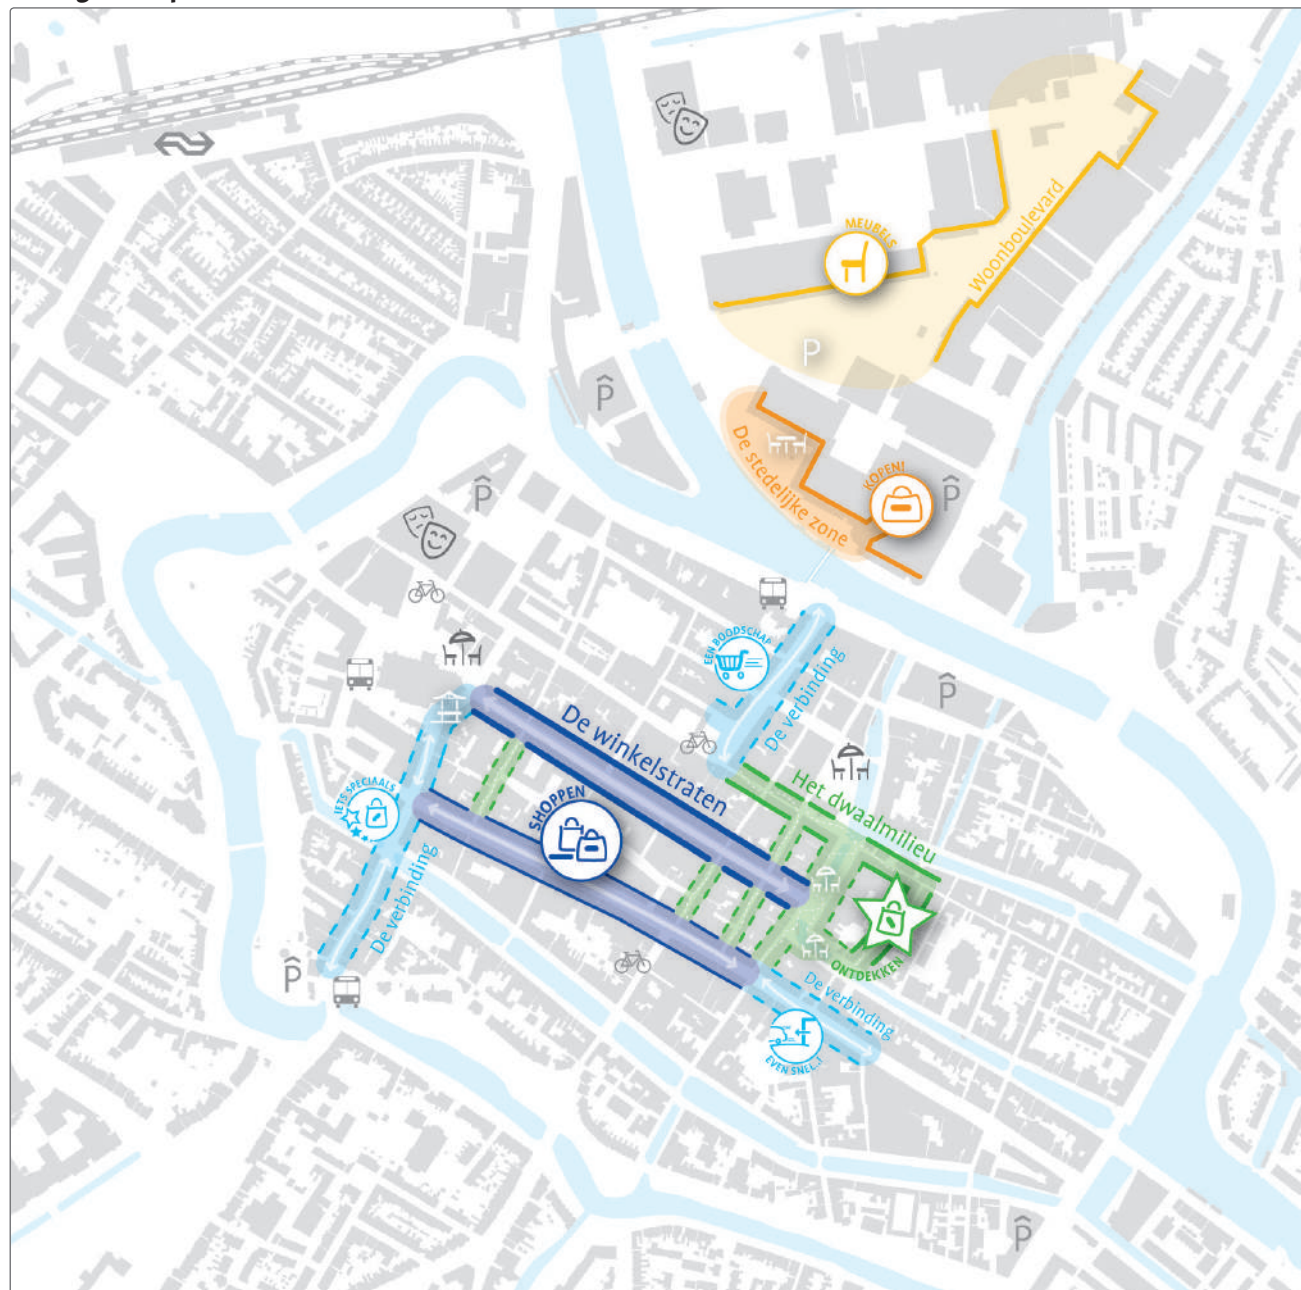 MEUBELS
Woonboulevard
P
P
De stedelijke zone
KOPEN!
P
P
EEN BOODSCHAP
De verbinding
P
De winkelstraten
Het dwaalmilieu
IETS SPECIAALS
SHOPPEN
De verbinding
ONTDEKKEN
P
De verbinding
EVEN SNEL..!
P